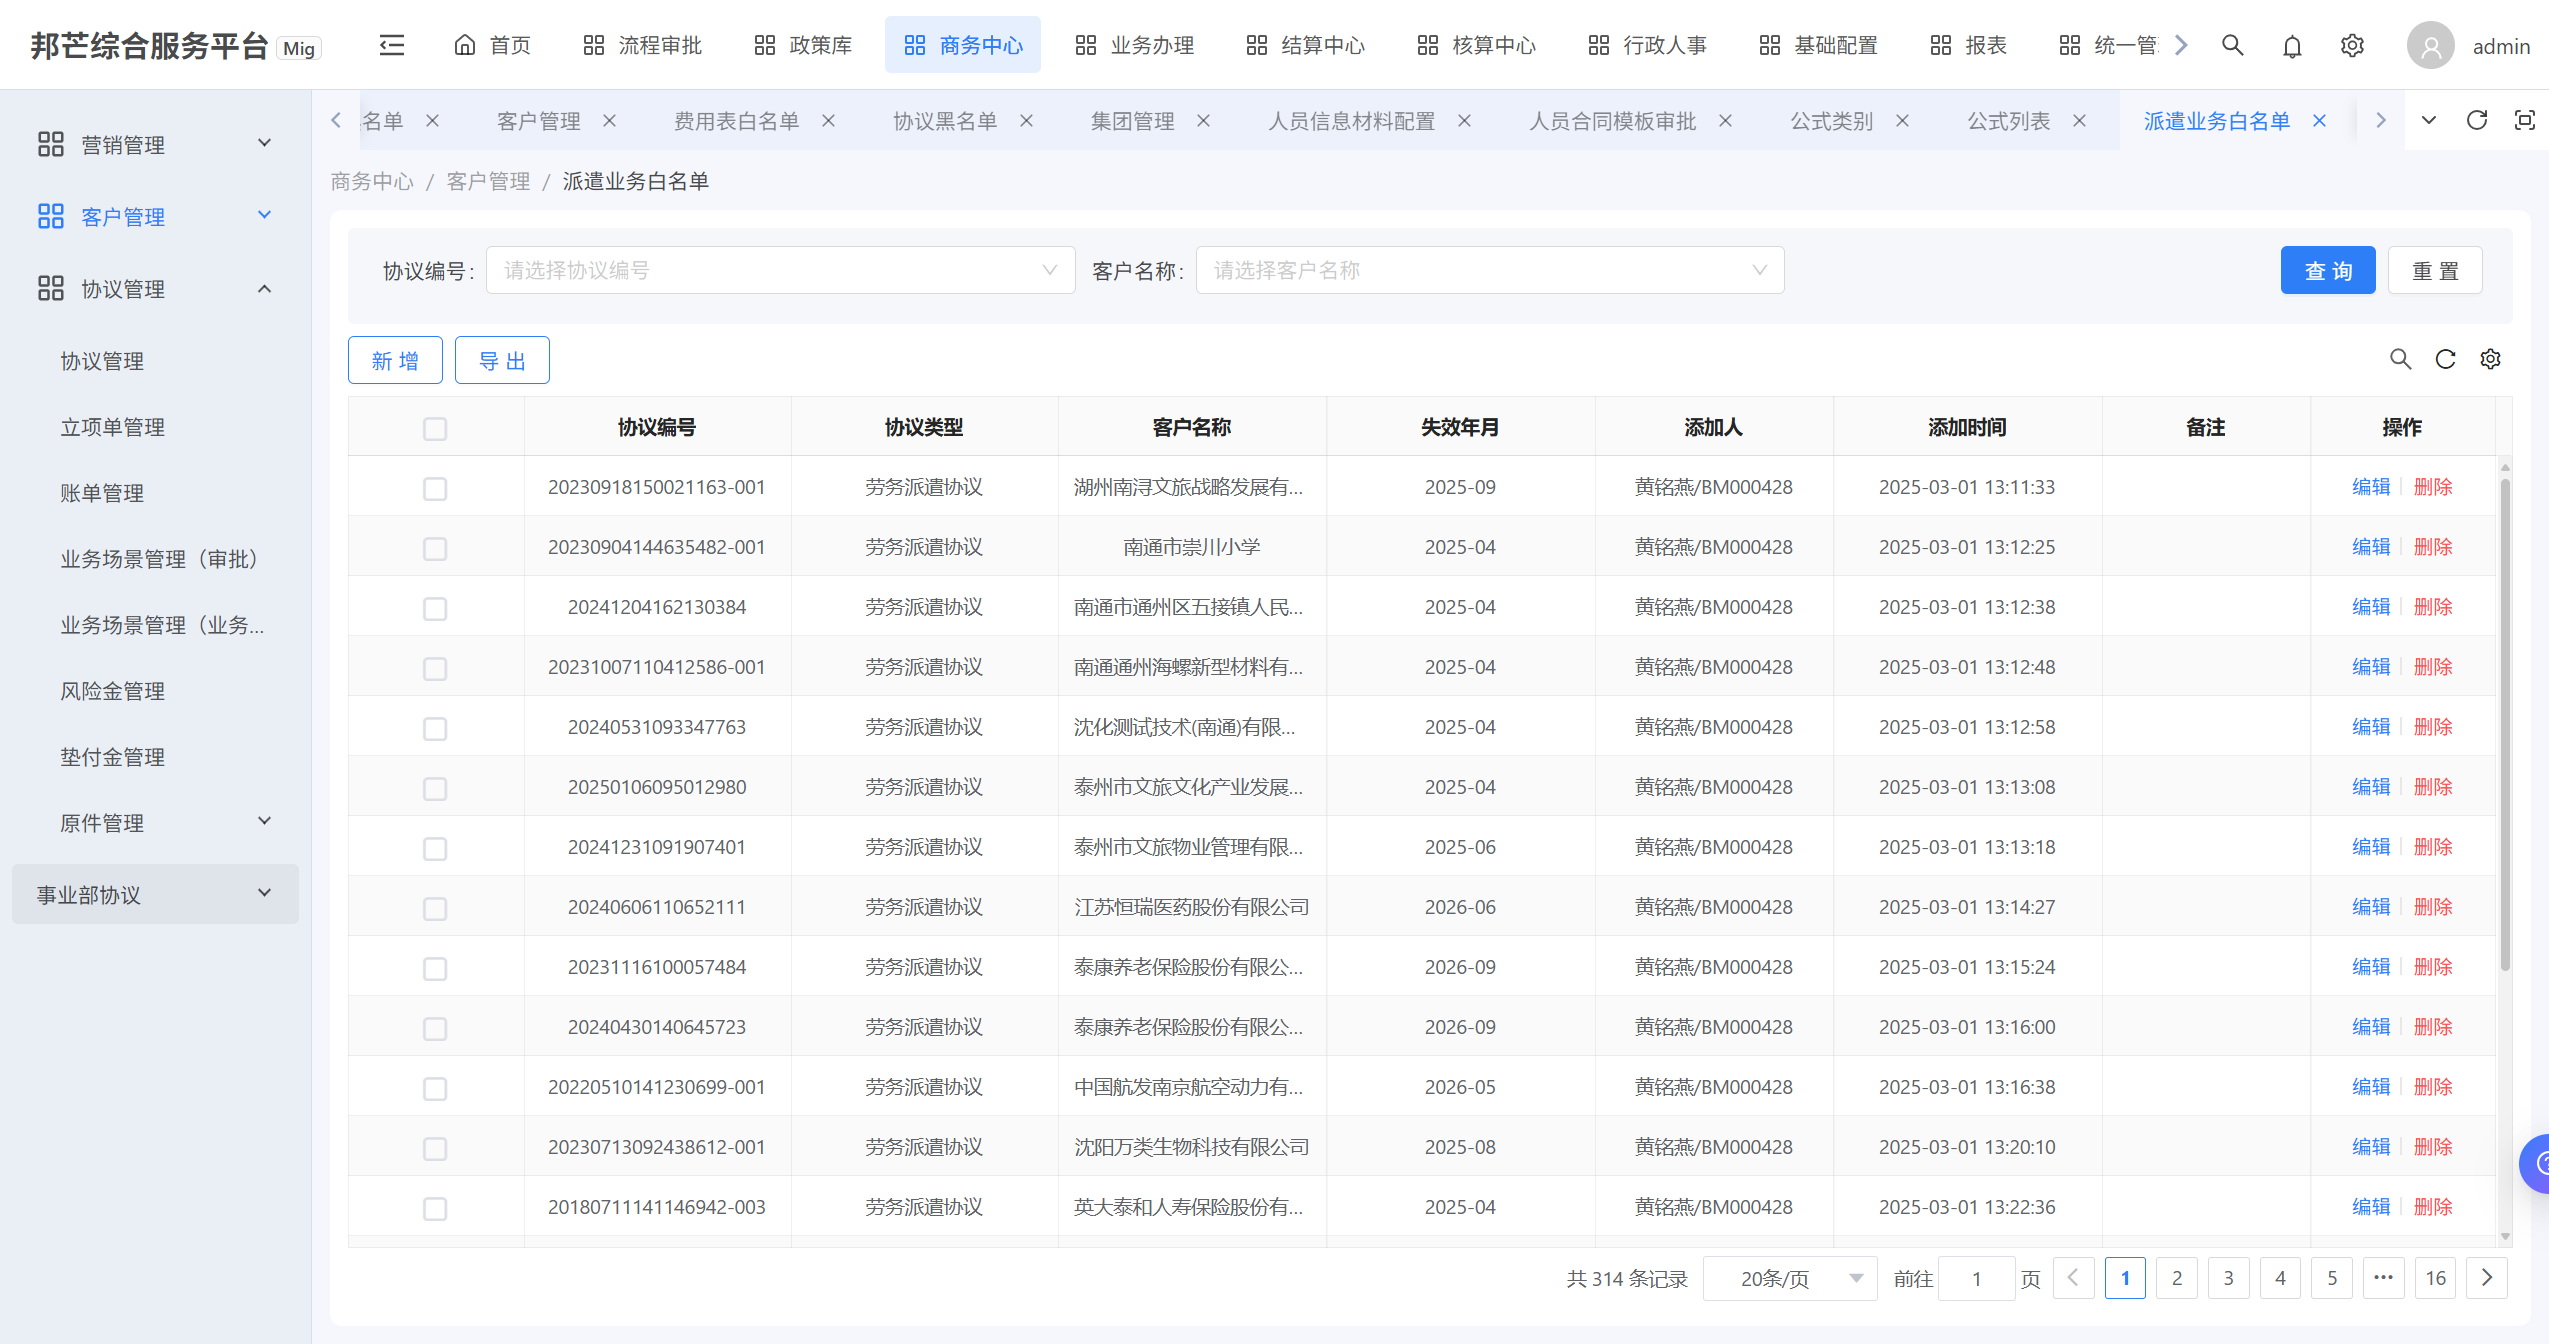 邦芒综合服务平台 Mig 首页 流程审批 政策库 商务中心 业务办理 结算中心 核算中心 行政人事 基础配置 报表 统一管 admin
名单 客户管理 费用表白名单 协议黑名单 集团管理 人员信息材料配置 人员合同模板审批 公式类别 公式列表 派遣业务白名单
营销管理
客户管理
协议管理
协议管理
立项单管理
账单管理
业务场景管理（审批）
业务场景管理（业务...
风险金管理
垫付金管理
原件管理
事业部协议
商务中心 / 客户管理 / 派遣业务白名单
协议编号: 请选择协议编号 客户名称: 请选择客户名称 查 询 重 置
新 增 导 出
协议编号 协议类型 客户名称 失效年月 添加人 添加时间 备注 操作
20230918150021163-001 劳务派遣协议 湖州南浔文旅战略发展有... 2025-09 黄铭燕/BM000428 2025-03-01 13:11:33 编辑 删除
20230904144635482-001 劳务派遣协议 南通市崇川小学 2025-04 黄铭燕/BM000428 2025-03-01 13:12:25 编辑 删除
20241204162130384 劳务派遣协议 南通市通州区五接镇人民... 2025-04 黄铭燕/BM000428 2025-03-01 13:12:38 编辑 删除
20231007110412586-001 劳务派遣协议 南通通州海螺新型材料有... 2025-04 黄铭燕/BM000428 2025-03-01 13:12:48 编辑 删除
20240531093347763 劳务派遣协议 沈化测试技术(南通)有限... 2025-04 黄铭燕/BM000428 2025-03-01 13:12:58 编辑 删除
20250106095012980 劳务派遣协议 泰州市文旅文化产业发展... 2025-04 黄铭燕/BM000428 2025-03-01 13:13:08 编辑 删除
20241231091907401 劳务派遣协议 泰州市文旅物业管理有限... 2025-06 黄铭燕/BM000428 2025-03-01 13:13:18 编辑 删除
20240606110652111 劳务派遣协议 江苏恒瑞医药股份有限公司 2026-06 黄铭燕/BM000428 2025-03-01 13:14:27 编辑 删除
20231116100057484 劳务派遣协议 泰康养老保险股份有限公... 2026-09 黄铭燕/BM000428 2025-03-01 13:15:24 编辑 删除
20240430140645723 劳务派遣协议 泰康养老保险股份有限公... 2026-09 黄铭燕/BM000428 2025-03-01 13:16:00 编辑 删除
20220510141230699-001 劳务派遣协议 中国航发南京航空动力有... 2026-05 黄铭燕/BM000428 2025-03-01 13:16:38 编辑 删除
20230713092438612-001 劳务派遣协议 沈阳万类生物科技有限公司 2025-08 黄铭燕/BM000428 2025-03-01 13:20:10 编辑 删除
20180711141146942-003 劳务派遣协议 英大泰和人寿保险股份有... 2025-04 黄铭燕/BM000428 2025-03-01 13:22:36 编辑 删除
共 314 条记录 20条/页 前往 1 页 1 2 3 4 5 ··· 16